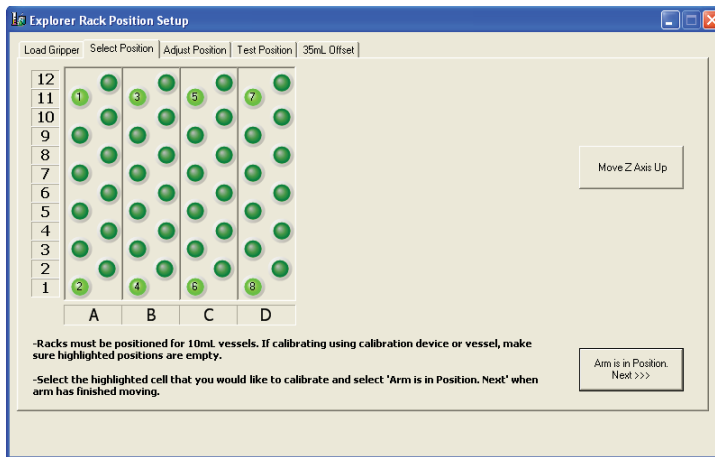 Explorer Rack Position Setup
Load Gripper Select Position Adjust Position Test Position 35mL Offset
12
11 1 3 5 7
10
9
8
7
6
5
4
3
2
1 2 4 6 8
A B C D
Move Z Axis Up
-Racks must be positioned for 10mL vessels. If calibrating using calibration device or vessel, make
sure highlighted positions are empty.
-Select the highlighted cell that you would like to calibrate and select 'Arm is in Position. Next' when
arm has finished moving.
Arm is in Position.
Next >>>